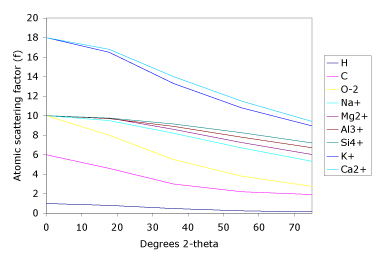 20
18
16
14
12
10
8
6
4
2
0
Atomic scattering factor (f)
0 10 20 30 40 50 60 70
Degrees 2-theta
H
C
O-2
Na+
Mg2+
Al3+
Si4+
K+
Ca2+